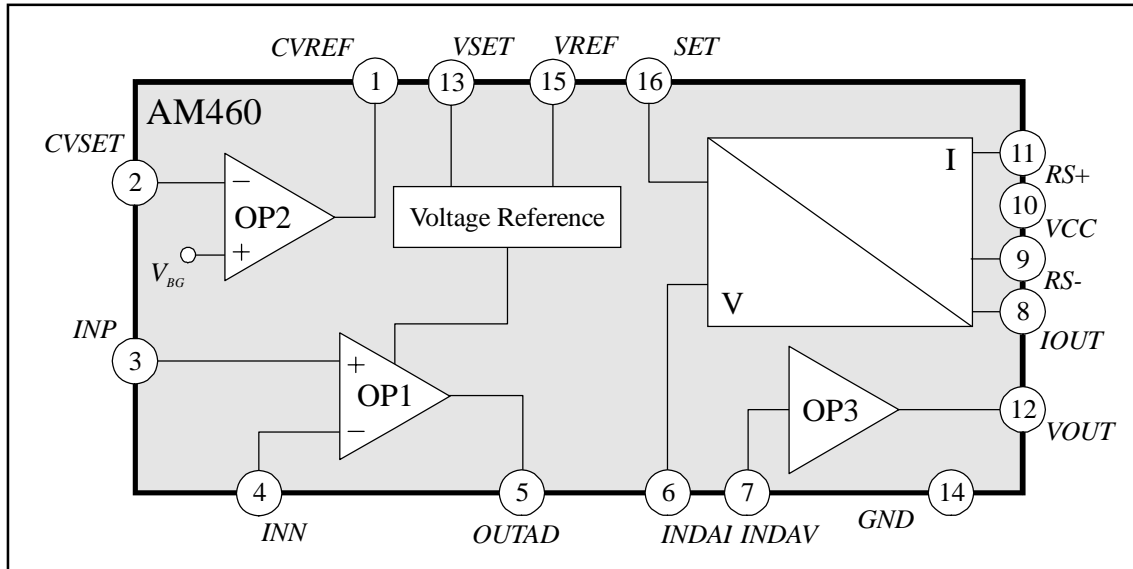 CVREF VSET VREF SET
1 13 15 16
AM460
CVSET
2
−
OP2
+
V_BG
Voltage Reference
I
V
11
RS+
10
VCC
9
RS-
8
IOUT
INP
3
+
OP1
−
OP3
12
VOUT
4 5 6 7 14
INN OUTAD INDAI INDAV GND